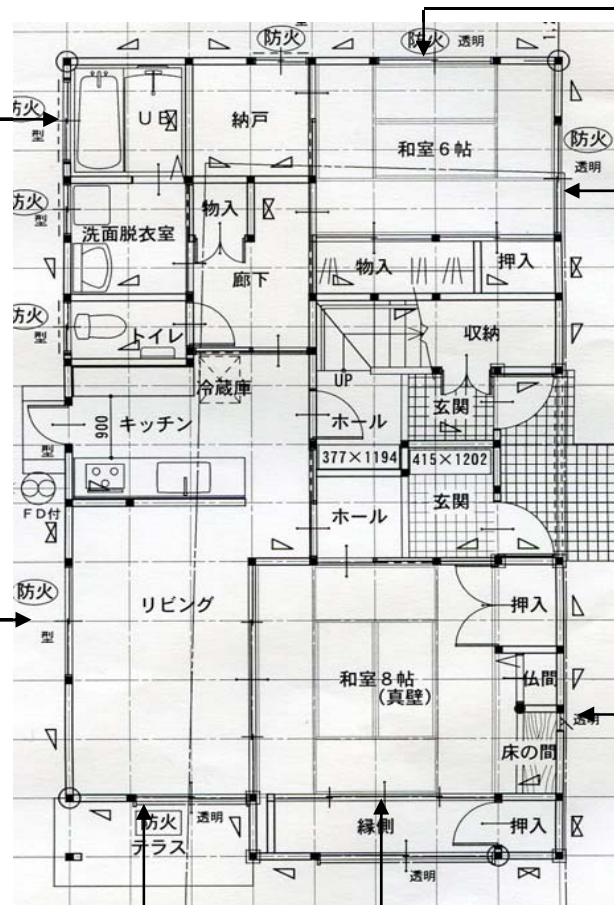 防火
防火 透明
1.
防火
型
UB
納戸
和室6帖
防火
透明
防火
型
洗面脱衣室
物入
廊下
物入
押入
防火
型
トイレ
収納
UP
冷蔵庫
キッチン
900
ホール
玄関
型
377×1194
415×1202
FD付
ホール
玄関
防火
型
リビング
押入
和室8帖
(真壁)
仏間
透明
床の間
防火
透明
テラス
縁側
押入
透明